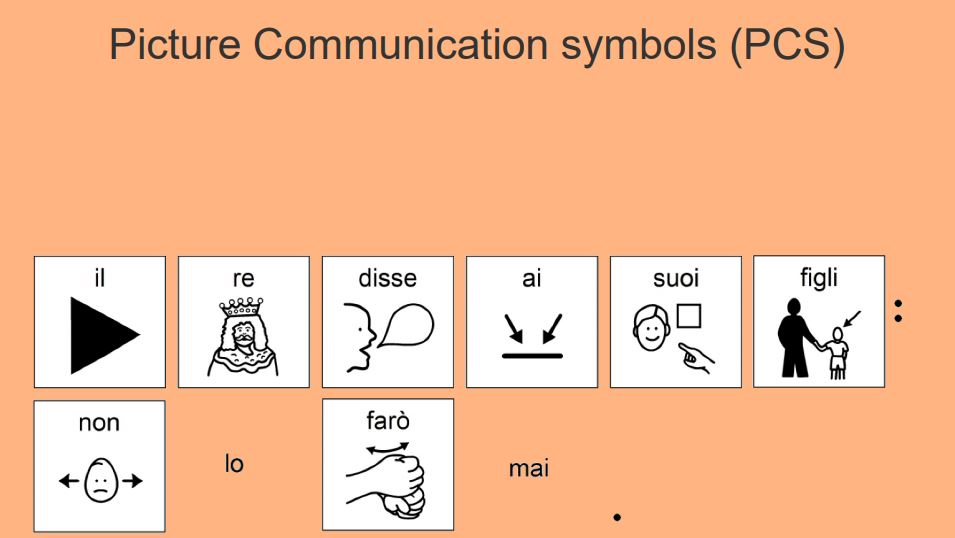 Picture Communication symbols (PCS)
il re disse ai suoi figli :
non lo farò mai .